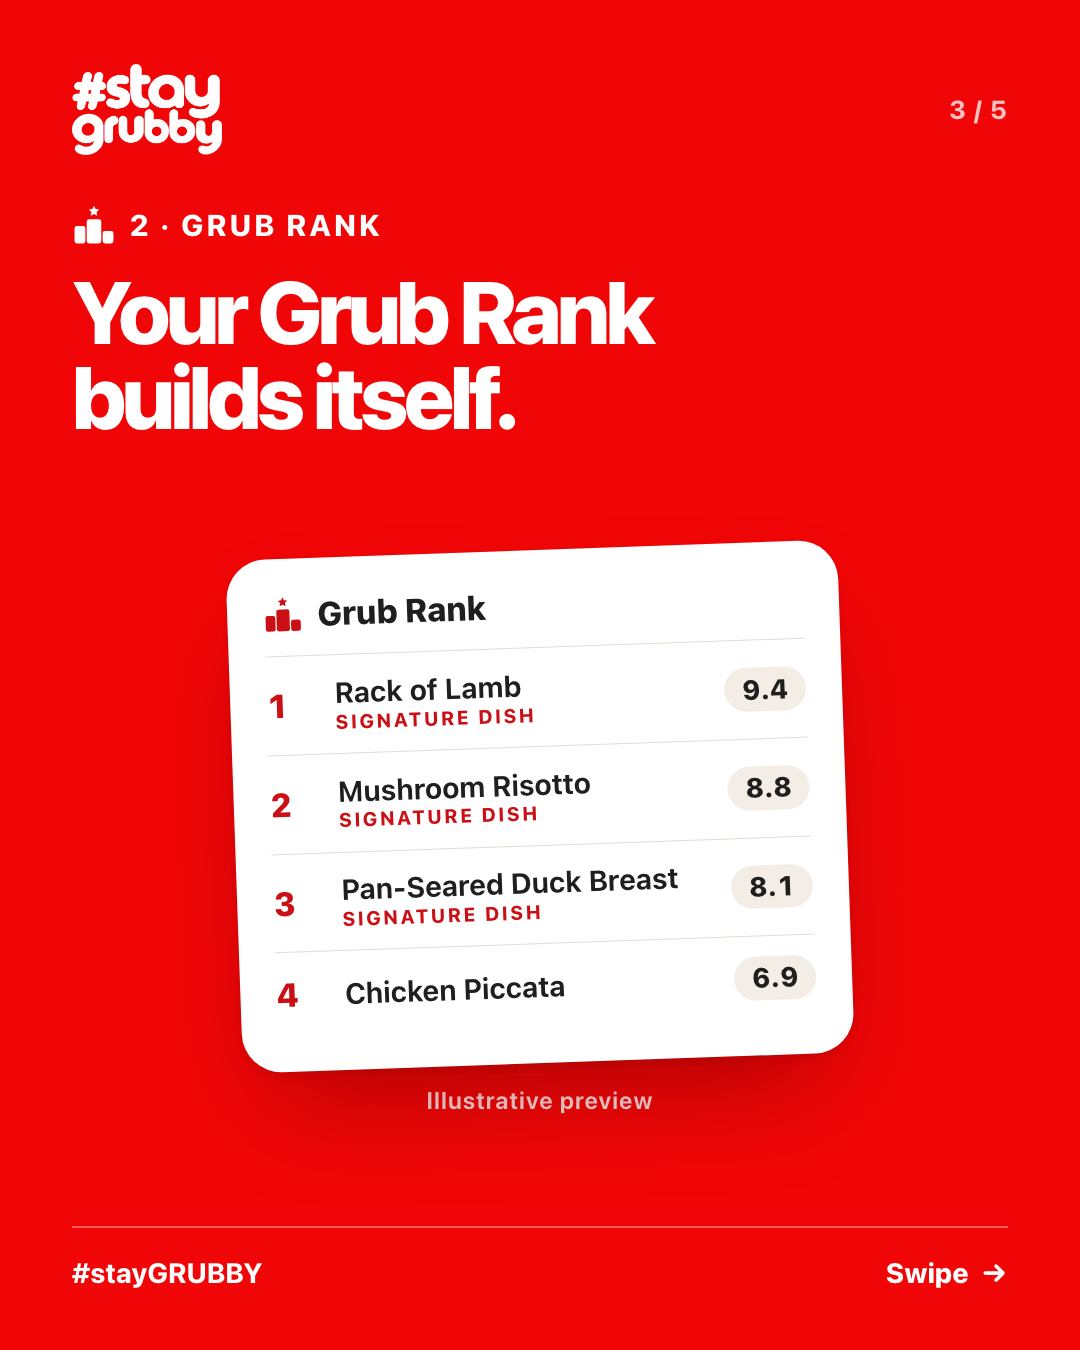 #stay
grubby
3 / 5
2 · GRUB RANK
Your Grub Rank
builds itself.
Grub Rank
1 Rack of Lamb 9.4
SIGNATURE DISH
2 Mushroom Risotto 8.8
SIGNATURE DISH
3 Pan-Seared Duck Breast 8.1
SIGNATURE DISH
4 Chicken Piccata 6.9
Illustrative preview
#stayGRUBBY
Swipe →